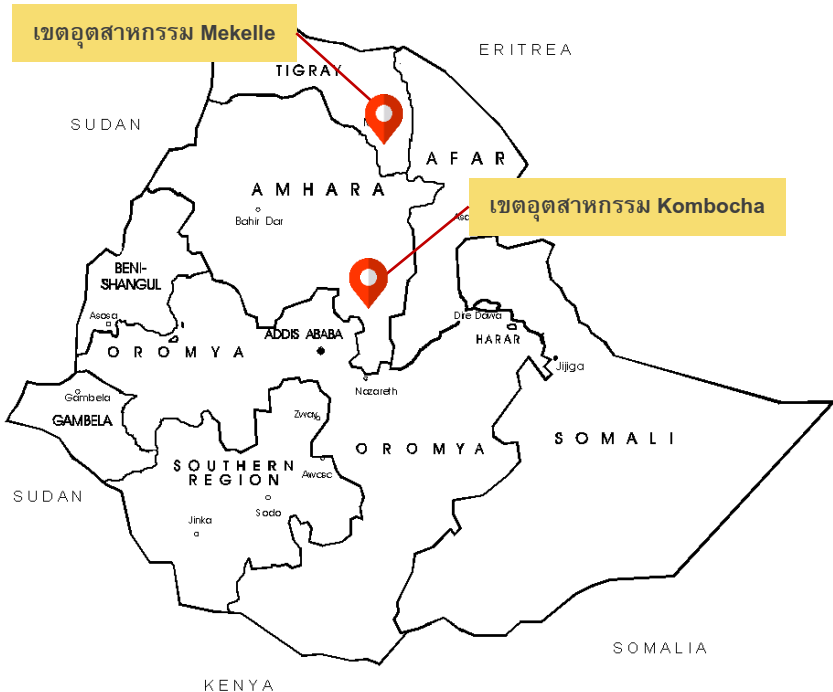 เขตอุตสาหกรรม Mekelle
ERITREA
TIGRAY
SUDAN
AFAR
AMHARA
เขตอุตสาหกรรม Kombocha
Bahir Dar
BENI-
SHANGUL
Asosa
Dire Dawa
ADDIS ABABA
HARAR
OROMYA
Jijiga
Nazareth
Gambela
GAMBELA
Zway
OROMYA
SOMALI
SOUTHERN
REGION
SUDAN
Sodo
Jinka
SOMALIA
KENYA